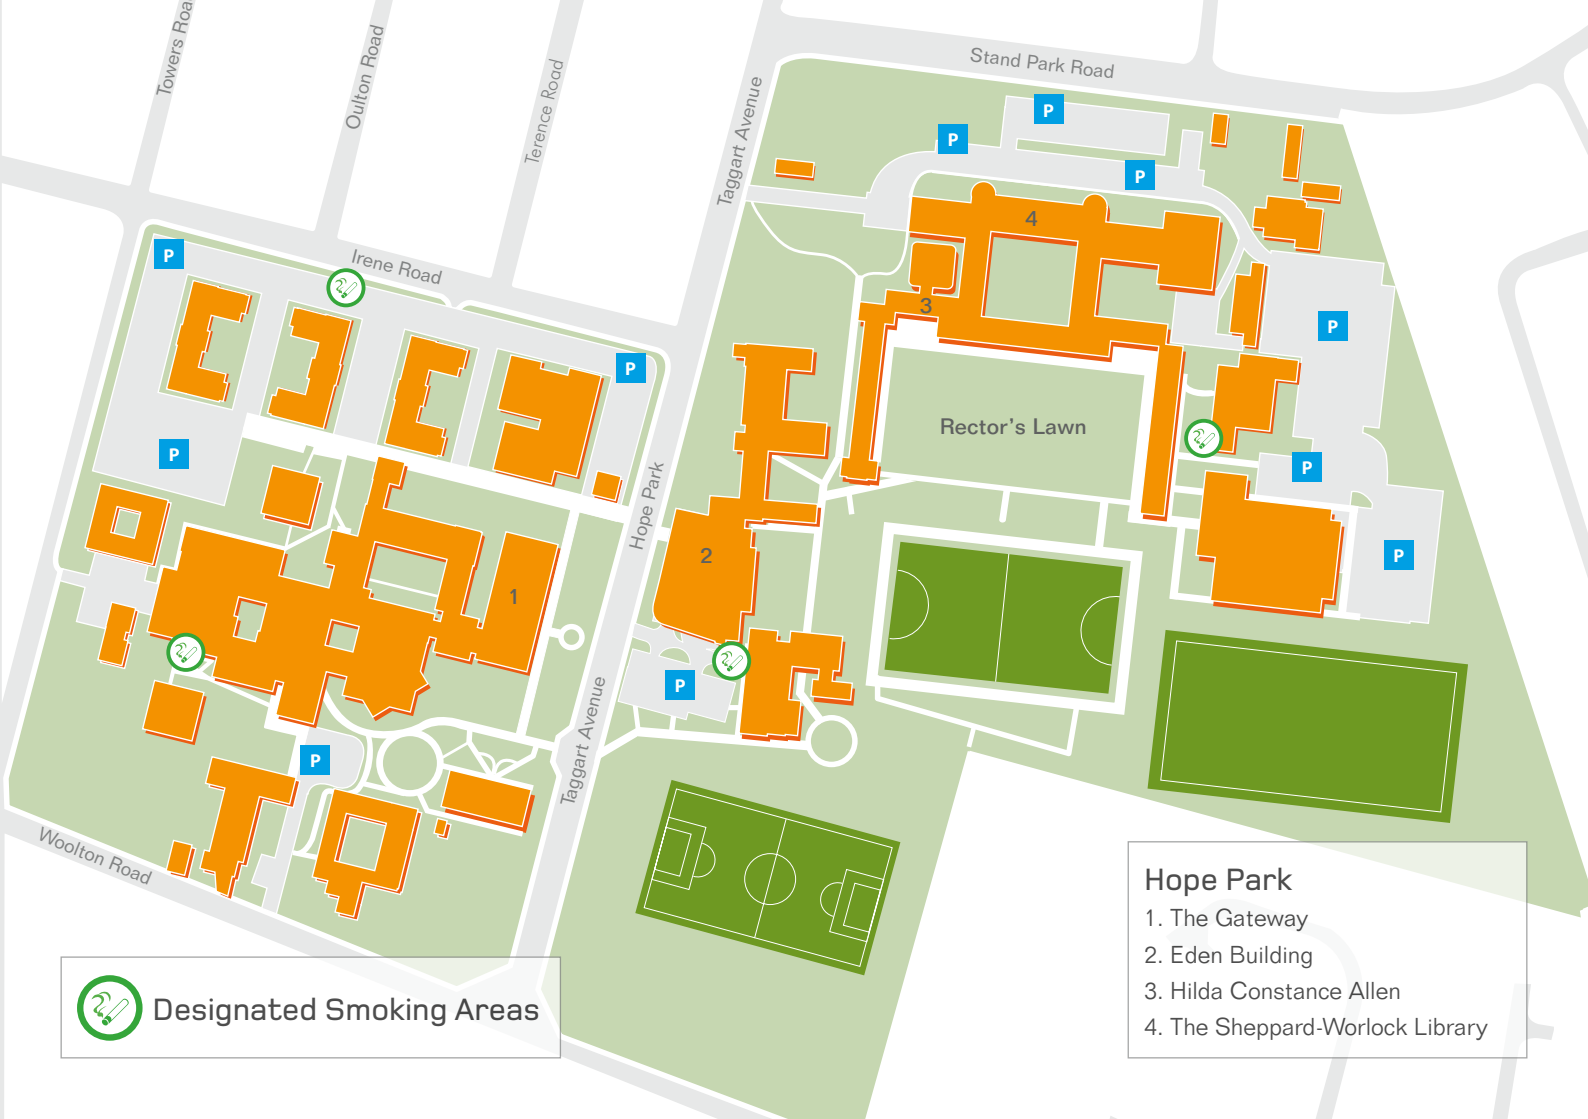 Towers Road
Oulton Road
Terence Road
Taggart Avenue
Stand Park Road
P
P
P
4
P
Irene Road
3
P
P
Rector's Lawn
P
P
P
Hope Park
2
P
1
P
Taggart Avenue
P
Woolton Road
Hope Park
1. The Gateway
2. Eden Building
3. Hilda Constance Allen
4. The Sheppard-Worlock Library
Designated Smoking Areas